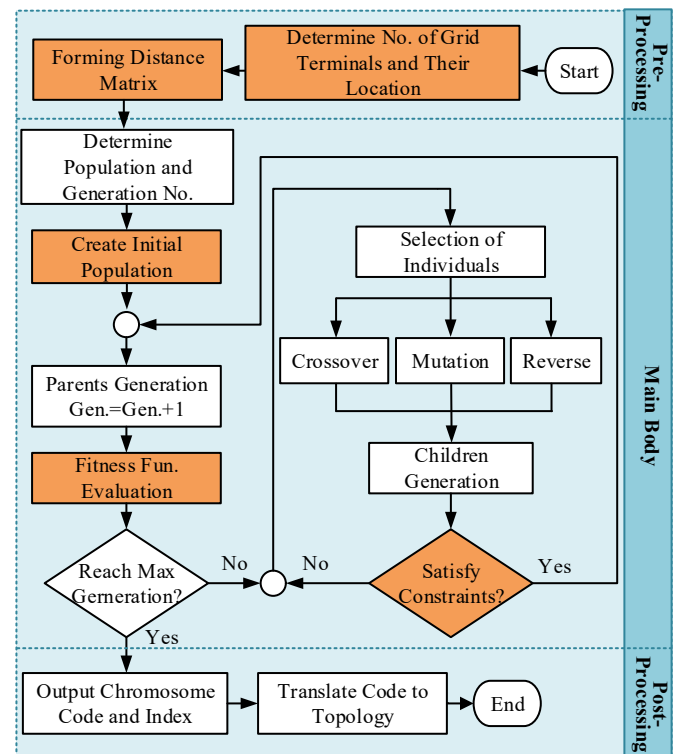 Determine No. of Grid
Terminals and Their
Location
Start
Forming Distance
Matrix
Pre-
Processing
Determine
Population and
Generation No.
Create Initial
Population
Parents Generation
Gen.=Gen.+1
Fitness Fun.
Evaluation
Reach Max
Gerneration?
No
Yes
Selection of
Individuals
Crossover
Mutation
Reverse
Children
Generation
Satisfy
Constraints?
No
Yes
Main Body
Output Chromosome
Code and Index
Translate Code to
Topology
End
Post-
Processing